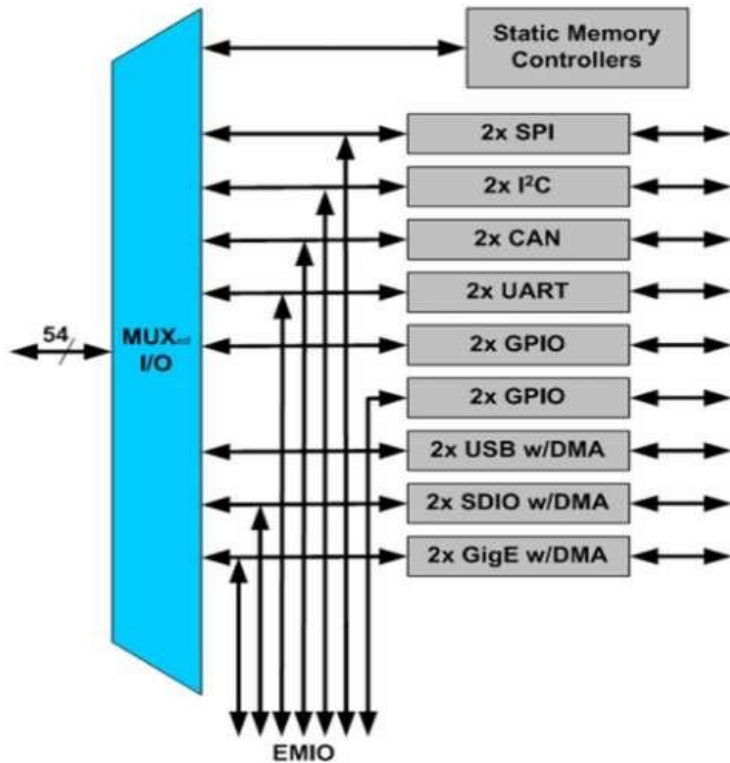 Static Memory
Controllers
2x SPI
2x I²C
2x CAN
2x UART
54
MUXed
I/O
2x GPIO
2x GPIO
2x USB w/DMA
2x SDIO w/DMA
2x GigE w/DMA
EMIO